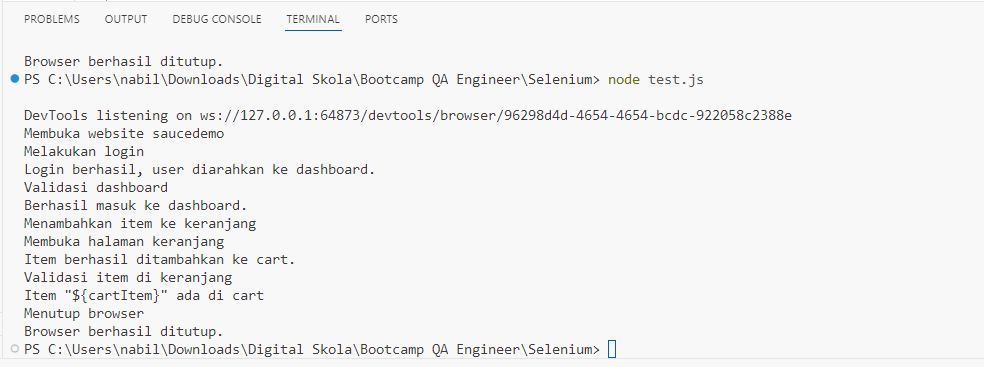 PROBLEMS OUTPUT DEBUG CONSOLE TERMINAL PORTS
Browser berhasil ditutup.
PS C:\Users\nabil\Downloads\Digital Skola\Bootcamp QA Engineer\Selenium> node test.js
DevTools listening on ws://127.0.0.1:64873/devtools/browser/96298d4d-4654-4654-bcdc-922058c2388e
Membuka website saucedemo
Melakukan login
Login berhasil, user diarahkan ke dashboard.
Validasi dashboard
Berhasil masuk ke dashboard.
Menambahkan item ke keranjang
Membuka halaman keranjang
Item berhasil ditambahkan ke cart.
Validasi item di keranjang
Item "${cartItem}" ada di cart
Menutup browser
Browser berhasil ditutup.
PS C:\Users\nabil\Downloads\Digital Skola\Bootcamp QA Engineer\Selenium>